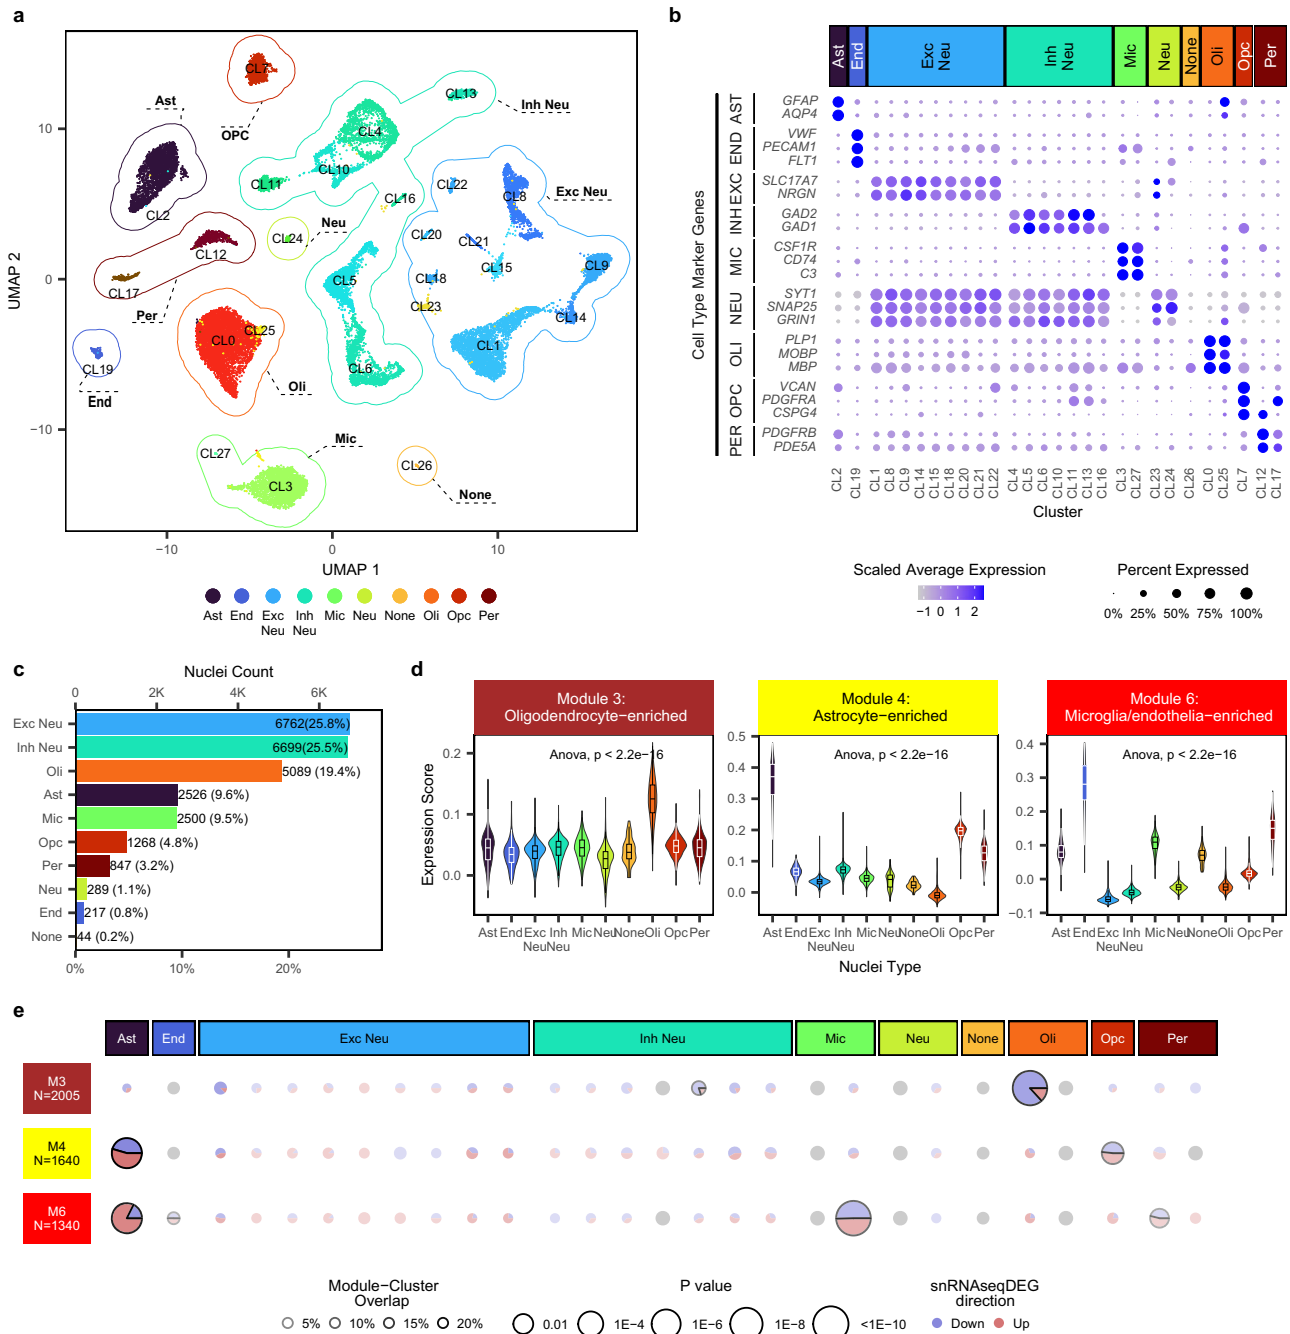 a
CL7
CL13
Ast
OPC
Inh Neu
CL4
CL10
CL11
CL16
CL22
CL8
Exc Neu
CL2
Neu
CL24
CL20
CL21
CL12
CL15
CL9
CL17
CL5
CL18
CL23
Per
CL14
CL25
CL0
CL1
CL19
CL6
Oli
End
Mic
CL27
CL3
CL26
None
10
0
−10
UMAP 2
−10
0
10
UMAP 1
Ast
End
Exc Neu
Inh Neu
Mic
Neu
None
Oli
Opc
Per
b
Ast
End
Exc Neu
Inh Neu
Mic
Neu
None
Oli
Opc
Per
Cell Type Marker Genes
AST
GFAP
AQP4
END
VWF
PECAM1
FLT1
EXC
SLC17A7
NRGN
INH
GAD2
GAD1
MIC
CSF1R
CD74
C3
NEU
SYT1
SNAP25
GRIN1
OLI
PLP1
MOBP
MBP
OPC
VCAN
PDGFRA
CSPG4
PER
PDGFRB
PDE5A
CL2 CL19 CL1 CL8 CL9 CL14 CL15 CL18 CL20 CL21 CL22 CL4 CL5 CL6 CL10 CL11 CL13 CL16 CL3 CL27 CL23 CL24 CL26 CL0 CL25 CL7 CL12 CL17
Cluster
Scaled Average Expression
−1 0 1 2
Percent Expressed
0% 25% 50% 75% 100%
c
Nuclei Count
0 2K 4K 6K
Exc Neu 6762(25.8%)
Inh Neu 6699(25.5%)
Oli 5089 (19.4%)
Ast 2526 (9.6%)
Mic 2500 (9.5%)
Opc 1268 (4.8%)
Per 847 (3.2%)
Neu 289 (1.1%)
End 217 (0.8%)
None 44 (0.2%)
0% 10% 20%
d
Module 3:
Oligodendrocyte−enriched
Anova, p < 2.2e−16
Expression Score
0.2
0.1
0.0
Ast End Exc Neu Inh Neu Mic Neu None Oli Opc Per
Module 4:
Astrocyte−enriched
Anova, p < 2.2e−16
0.5
0.4
0.3
0.2
0.1
0.0
Ast End Exc Neu Inh Neu Mic Neu None Oli Opc Per
Nuclei Type
Module 6:
Microglia/endothelia−enriched
Anova, p < 2.2e−16
0.4
0.3
0.2
0.1
0.0
−0.1
Ast End Exc Neu Inh Neu Mic Neu None Oli Opc Per
e
Ast End Exc Neu Inh Neu Mic Neu None Oli Opc Per
M3
N=2005
M4
N=1640
M6
N=1340
Module−Cluster
Overlap
5% 10% 15% 20%
P value
0.01 1E−4 1E−6 1E−8 <1E−10
snRNAseqDEG
direction
Down Up